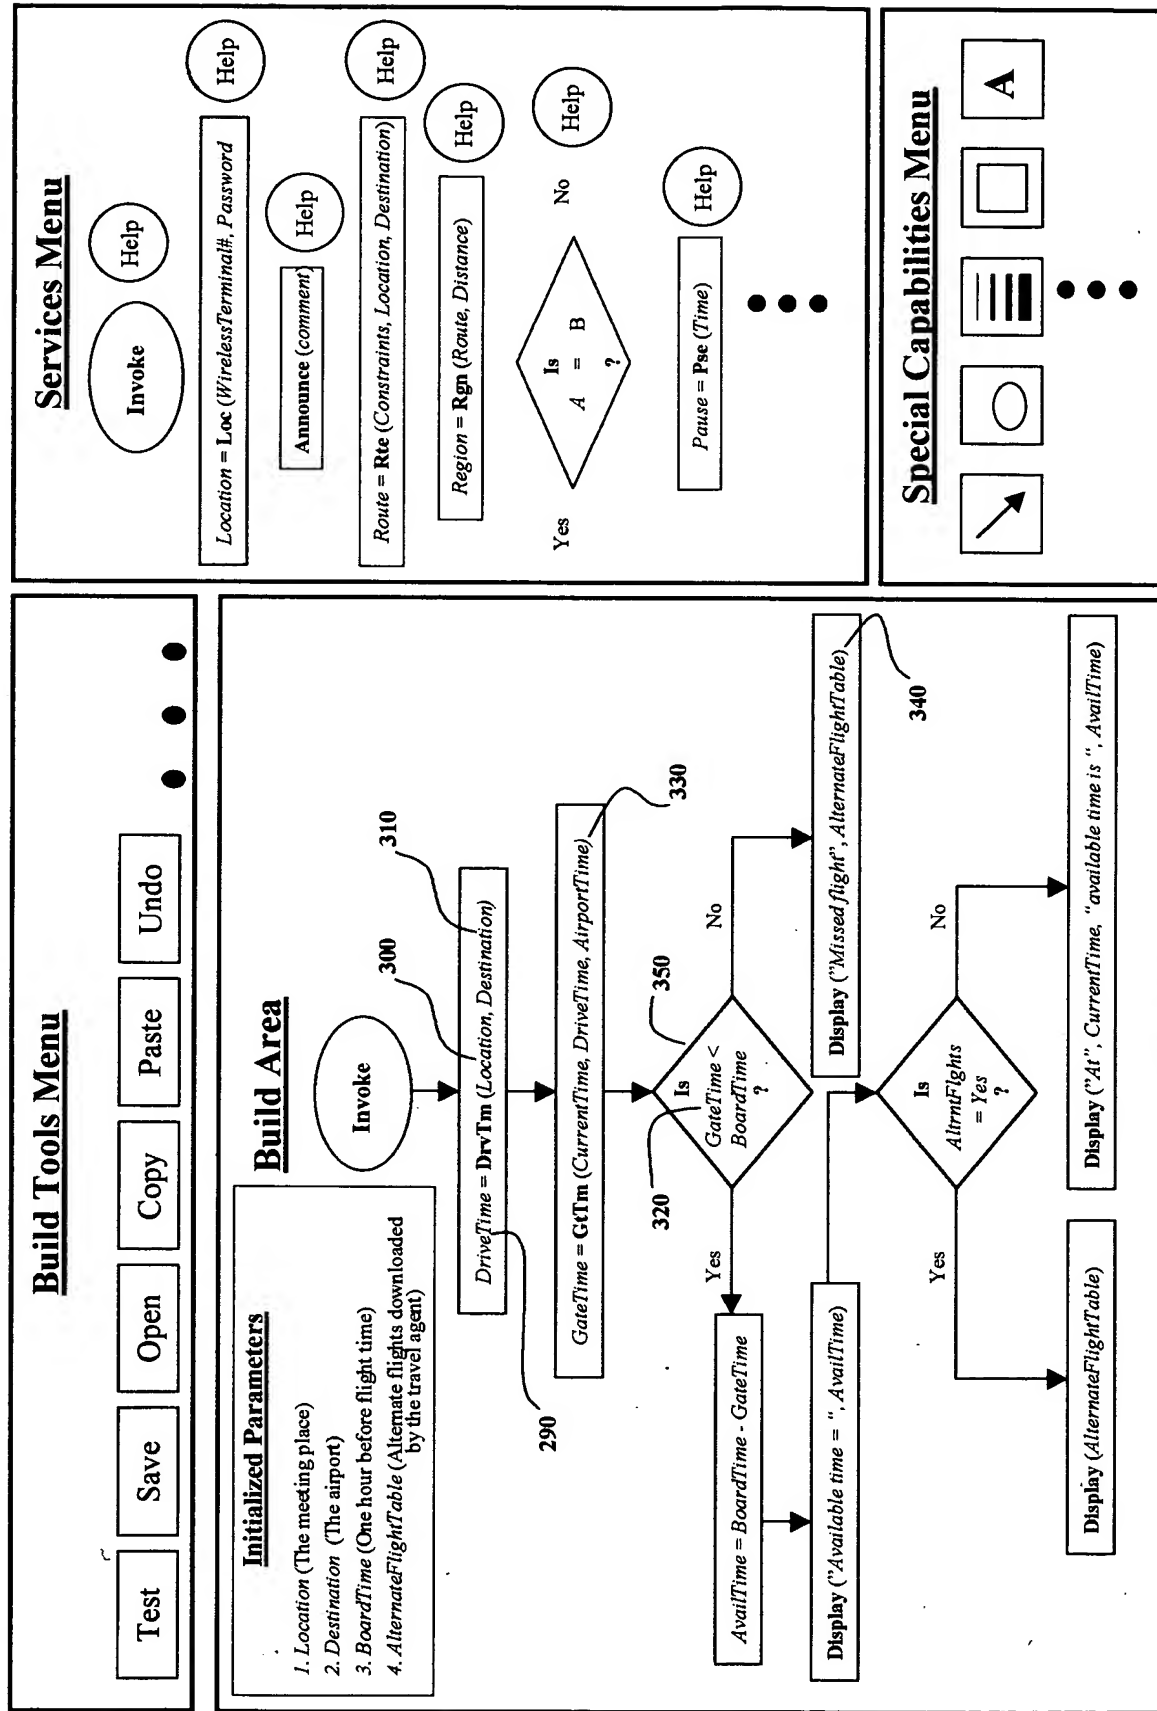 Build Tools Menu
Test
Save
Open
Copy
Paste
Undo
Services Menu
Invoke
Help
Location = Loc (WirelessTerminal#, Password
Help
Announce (comment)
Help
Route = Rte (Constraints, Location, Destination)
Help
Region = Rgn (Route, Distance)
Help
Yes
Is
A = B
?
No
Help
Pause = Pse (Time)
Help
Build Area
Initialized Parameters
1. Location (The meeting place)
2. Destination (The airport)
3. BoardTime (One hour before flight time)
4. AlternateFlightTable (Alternate flights downloaded
by the travel agent)
Invoke
300
310
DriveTime = DrvTm (Location, Destination)
290
GateTime = GtTm (CurrentTime, DriveTime, AirportTime)
330
320
350
Is
GateTime <
BoardTime
?
Yes
No
AvailTime = BoardTime - GateTime
Display ("Available time = “, AvailTime)
Display ("Missed flight”, AlternateFlightTable)
340
Is
AltrntFlghts
= Yes
?
Yes
No
Display (AlternateFlightTable)
Display ("At”, CurrentTime, “available time is “, AvailTime)
Special Capabilities Menu
A